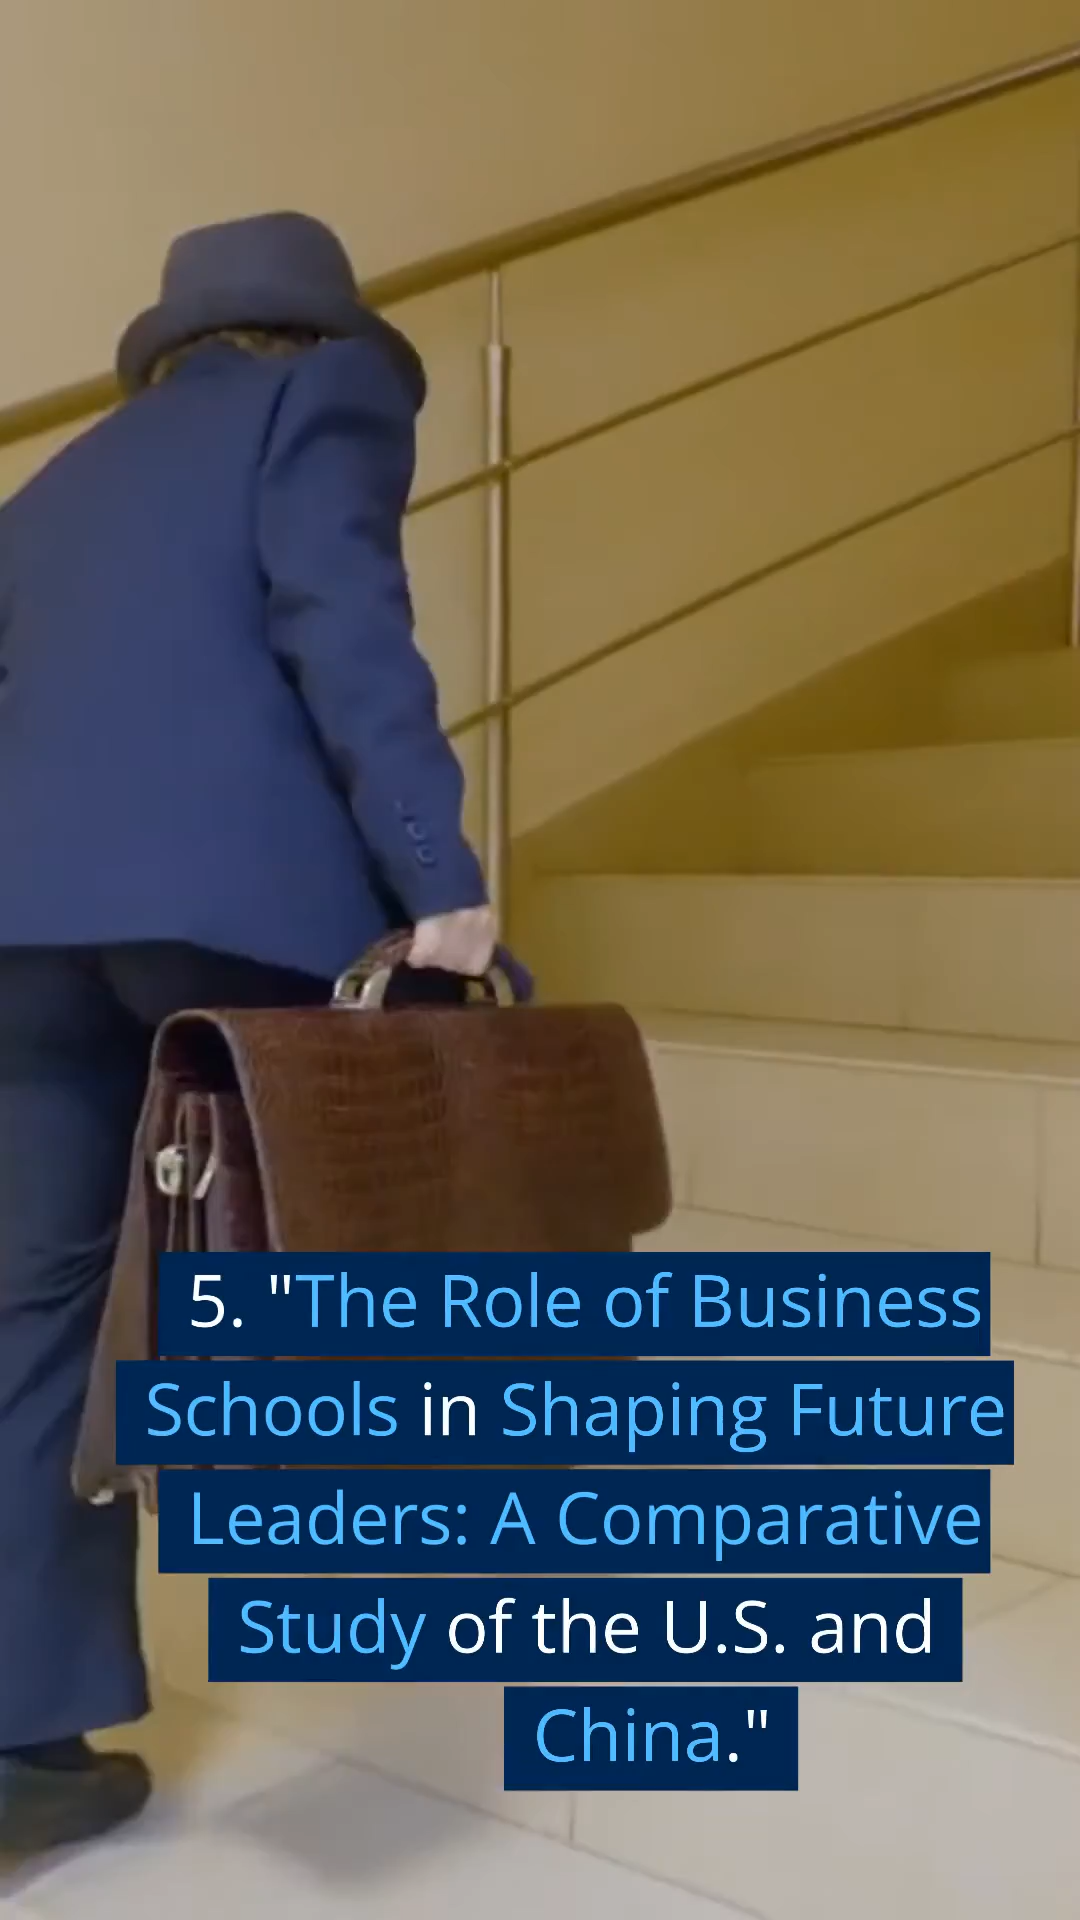 5. "The Role of Business
Schools in Shaping Future
Leaders: A Comparative
Study of the U.S. and
China."